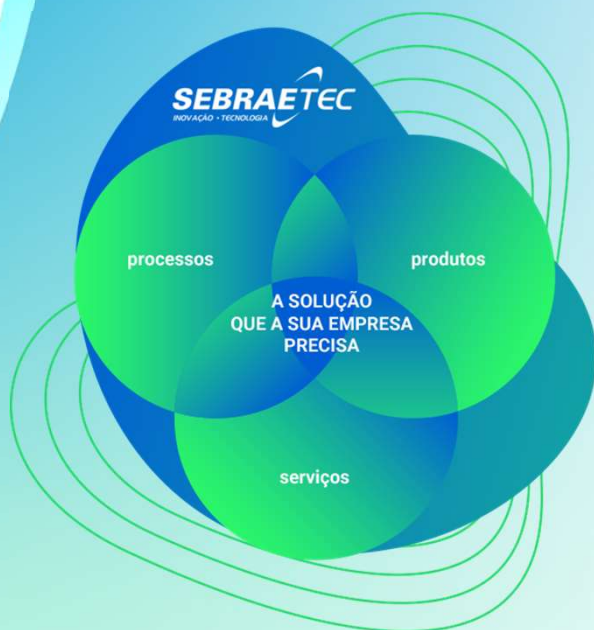 SEBRAETEC
INOVAÇÃO • TECNOLOGIA
processos
produtos
A SOLUÇÃO
QUE A SUA EMPRESA
PRECISA
serviços